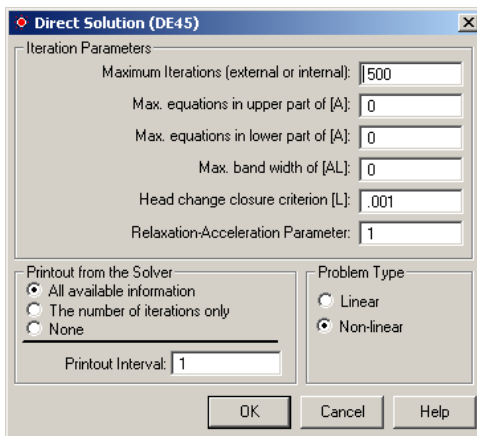 Direct Solution (DE45)
Iteration Parameters
Maximum Iterations (external or internal): 500
Max. equations in upper part of [A]: 0
Max. equations in lower part of [A]: 0
Max. band width of [AL]: 0
Head change closure criterion [L]: .001
Relaxation-Acceleration Parameter: 1
Printout from the Solver
All available information
The number of iterations only
None
Printout Interval: 1
Problem Type
Linear
Non-linear
OK Cancel Help